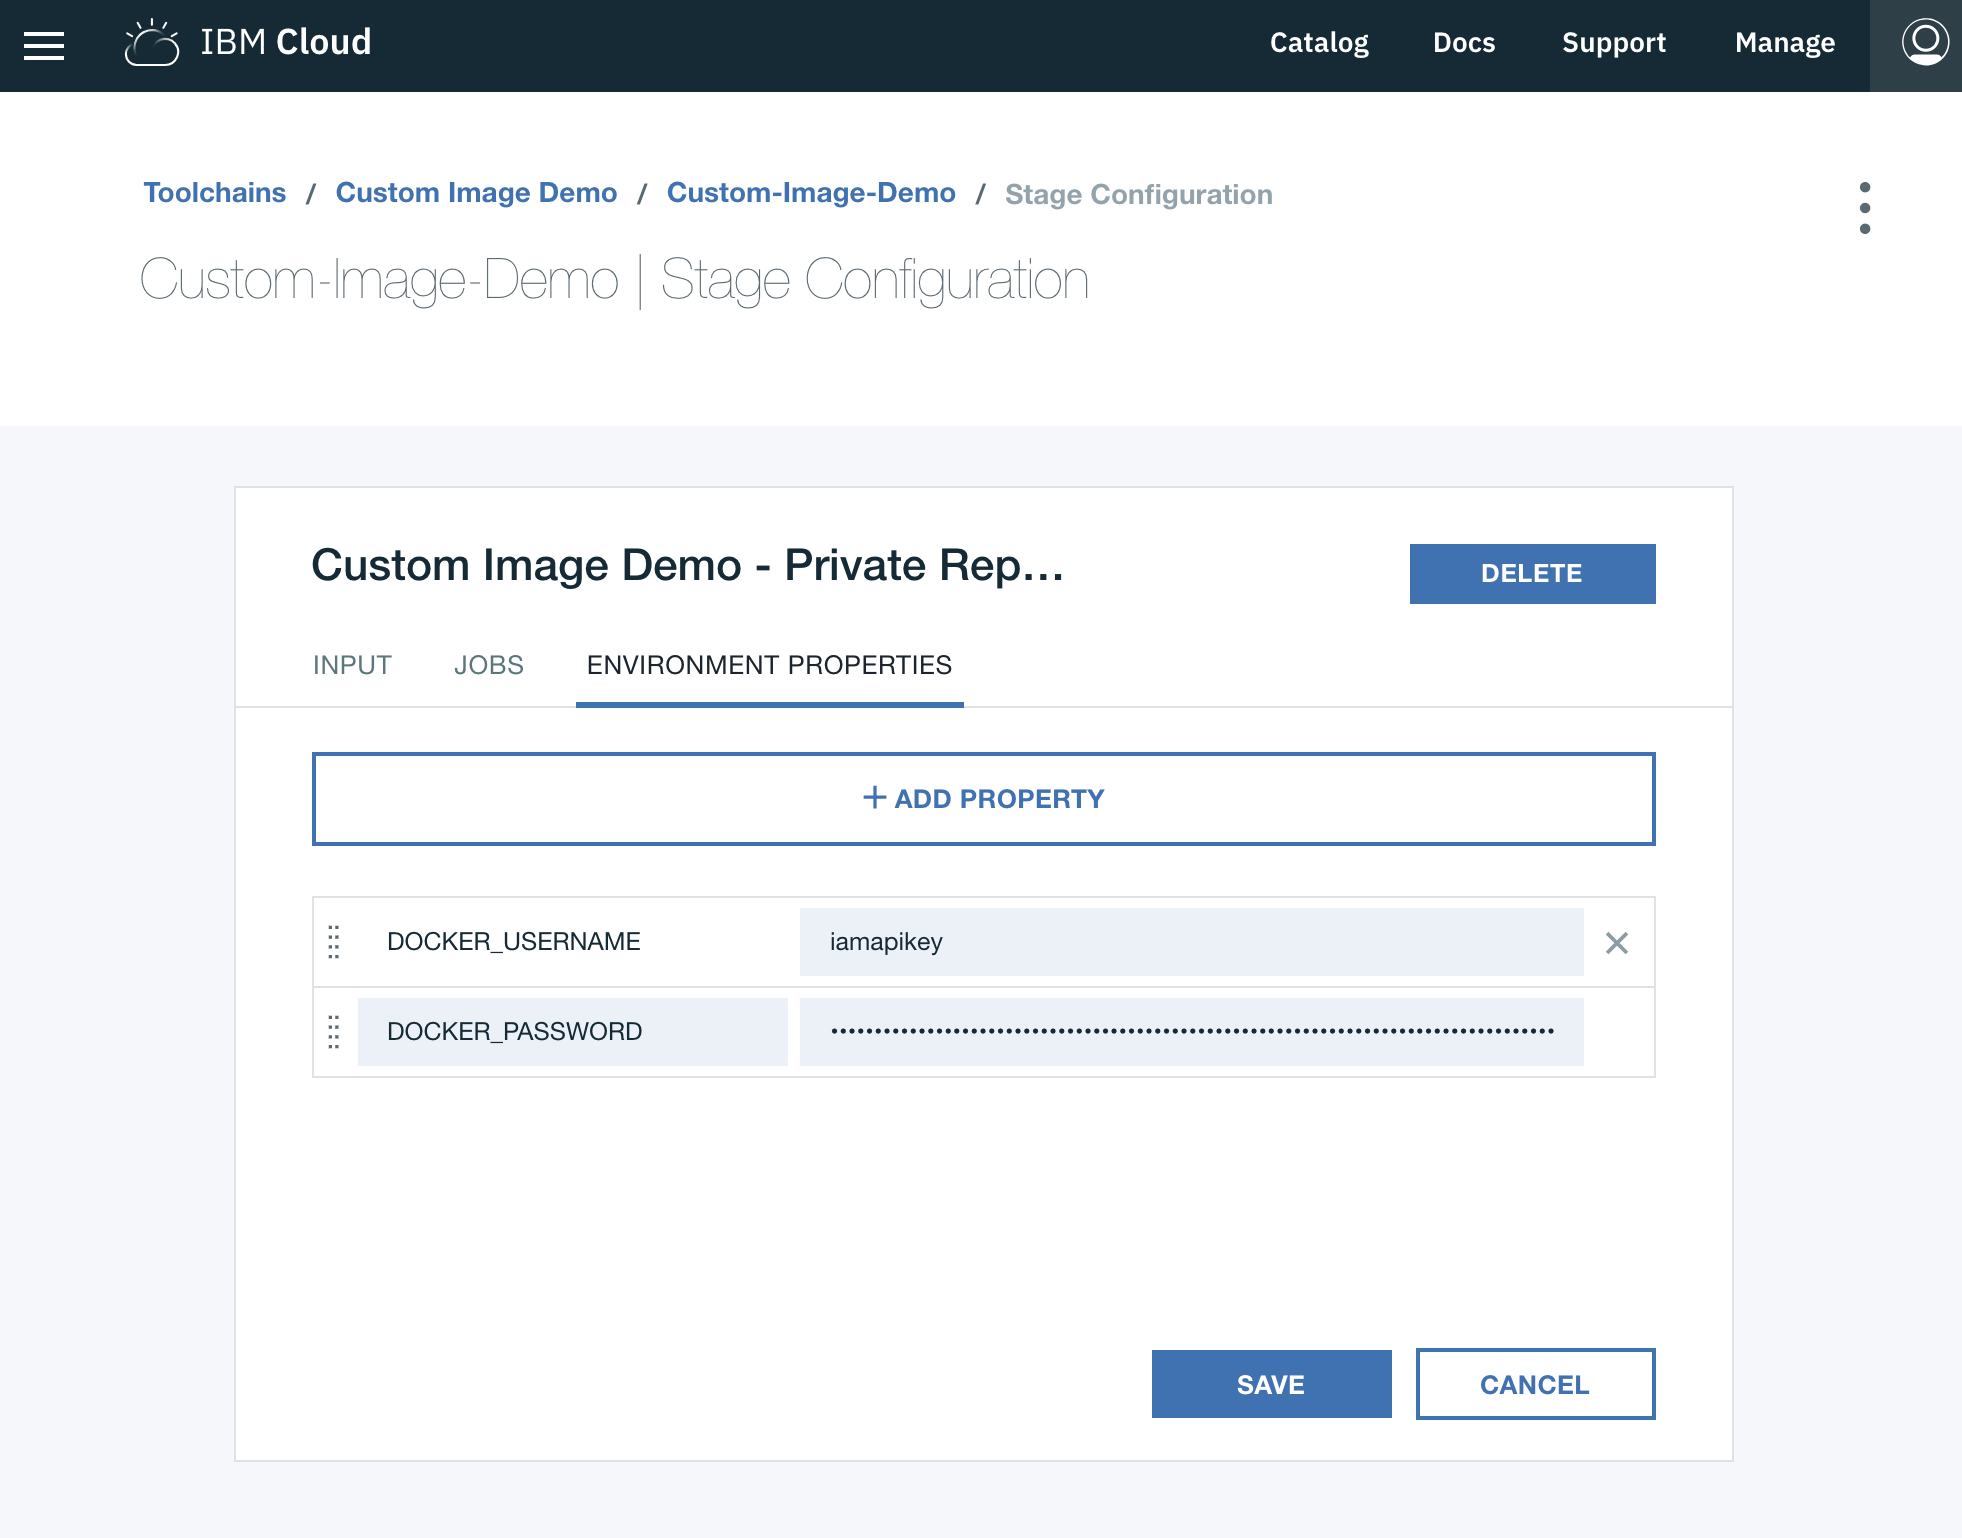 IBM Cloud Catalog Docs Support Manage
Toolchains / Custom Image Demo / Custom-Image-Demo / Stage Configuration
Custom-Image-Demo | Stage Configuration
Custom Image Demo - Private Rep...
DELETE
INPUT JOBS ENVIRONMENT PROPERTIES
+ ADD PROPERTY
DOCKER_USERNAME iamapikey
DOCKER_PASSWORD
SAVE CANCEL